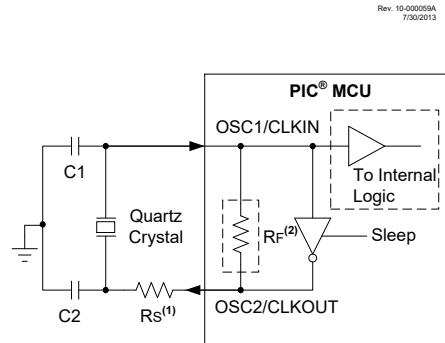 Rev. 10-000059A
7/30/2013
PIC® MCU
OSC1/CLKIN
C1
To Internal
Logic
Quartz
Crystal
RF(2)
Sleep
C2
RS(1)
OSC2/CLKOUT